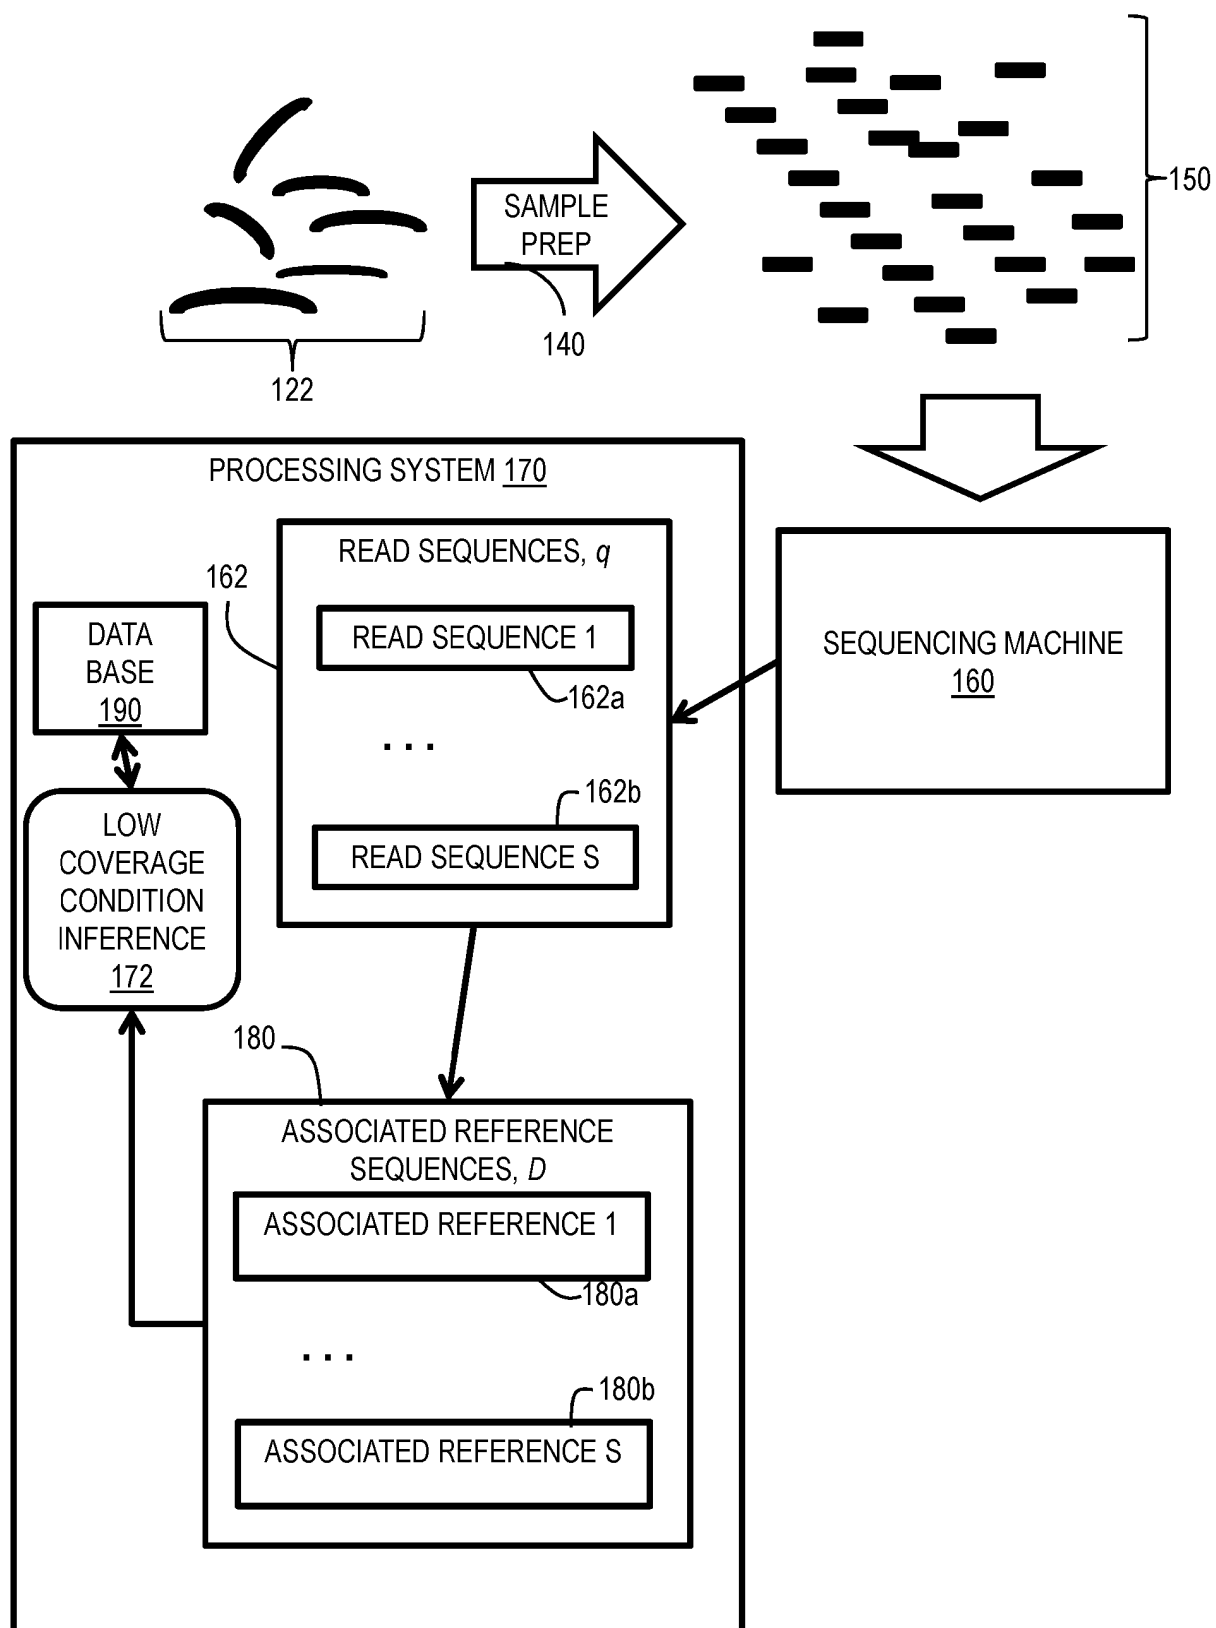 150
SAMPLE
PREP
140
122
PROCESSING SYSTEM 170
READ SEQUENCES, q
162
READ SEQUENCE 1
162a
. . .
162b
READ SEQUENCE S
DATA
BASE
190
SEQUENCING MACHINE
160
LOW
COVERAGE
CONDITION
INFERENCE
172
180
ASSOCIATED REFERENCE
SEQUENCES, D
ASSOCIATED REFERENCE 1
180a
. . .
180b
ASSOCIATED REFERENCE S